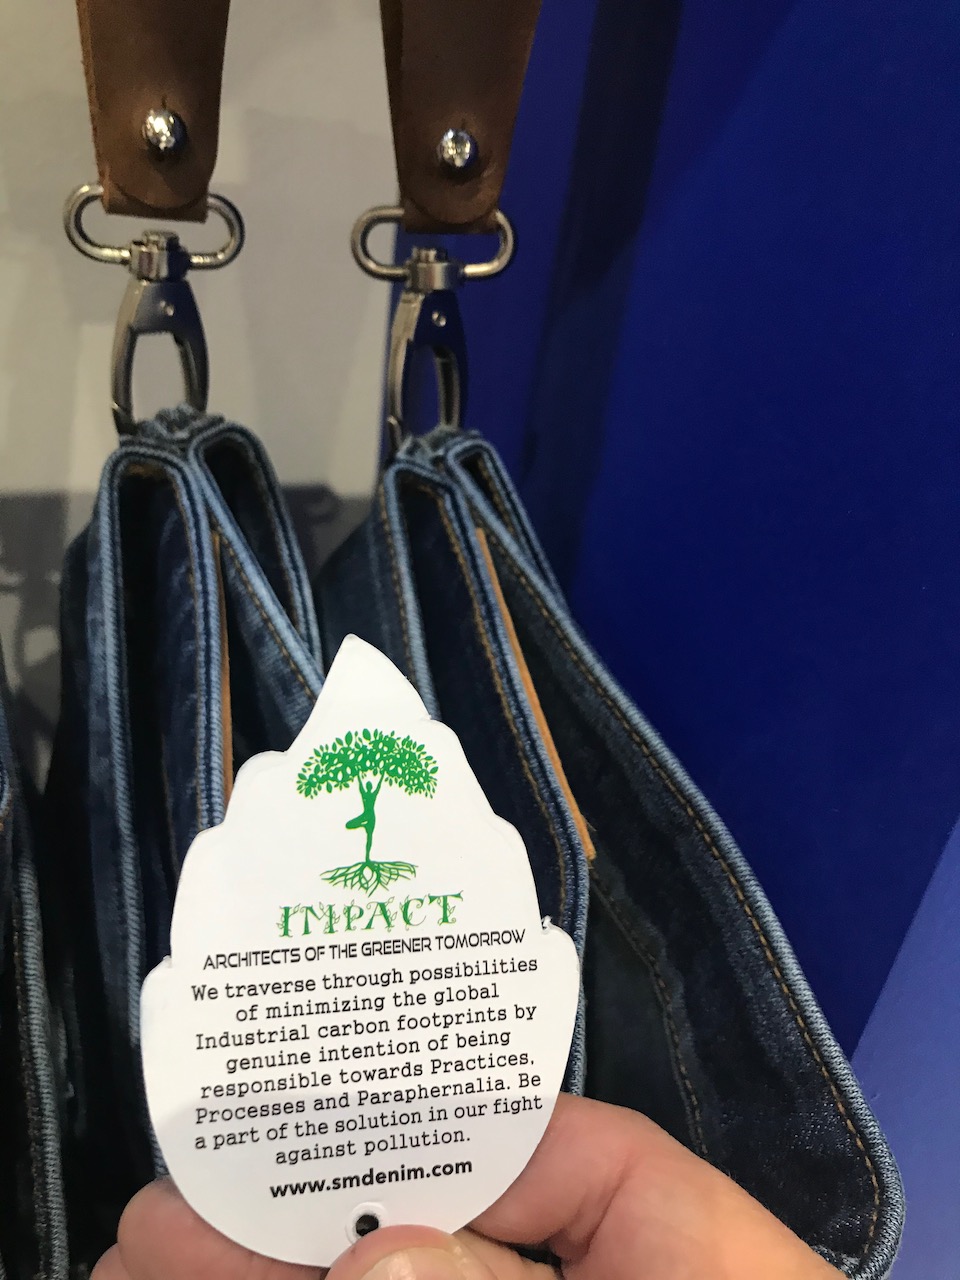 IMPACT
ARCHITECTS OF THE GREENER TOMORROW
We traverse through possibilities
of minimizing the global
Industrial carbon footprints by
genuine intention of being
responsible towards Practices,
Processes and Paraphernalia. Be
a part of the solution in our fight
against pollution.
www.smdenim.com